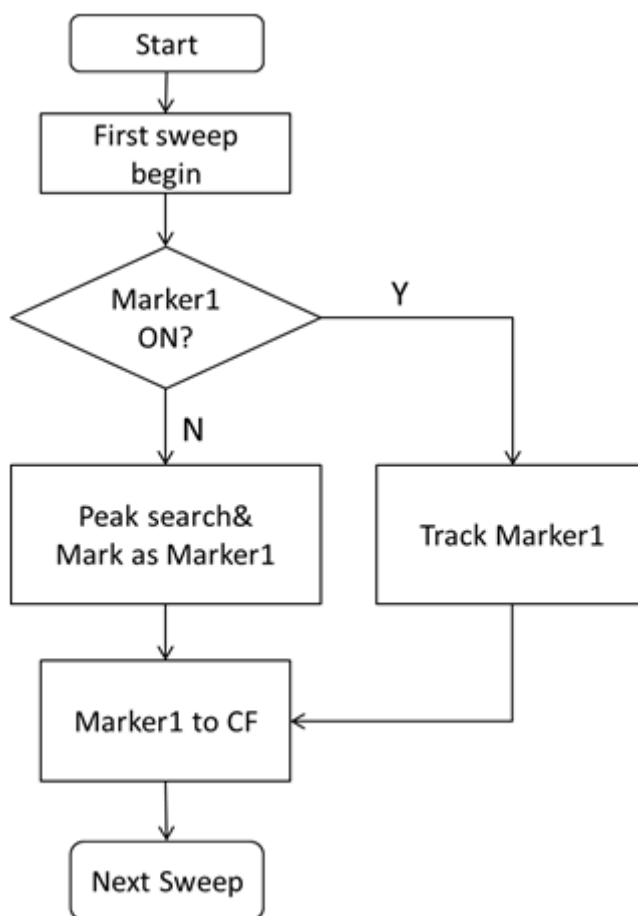 Start
First sweep
begin
Marker1
ON?
Y
N
Peak search&
Mark as Marker1
Track Marker1
Marker1 to CF
Next Sweep